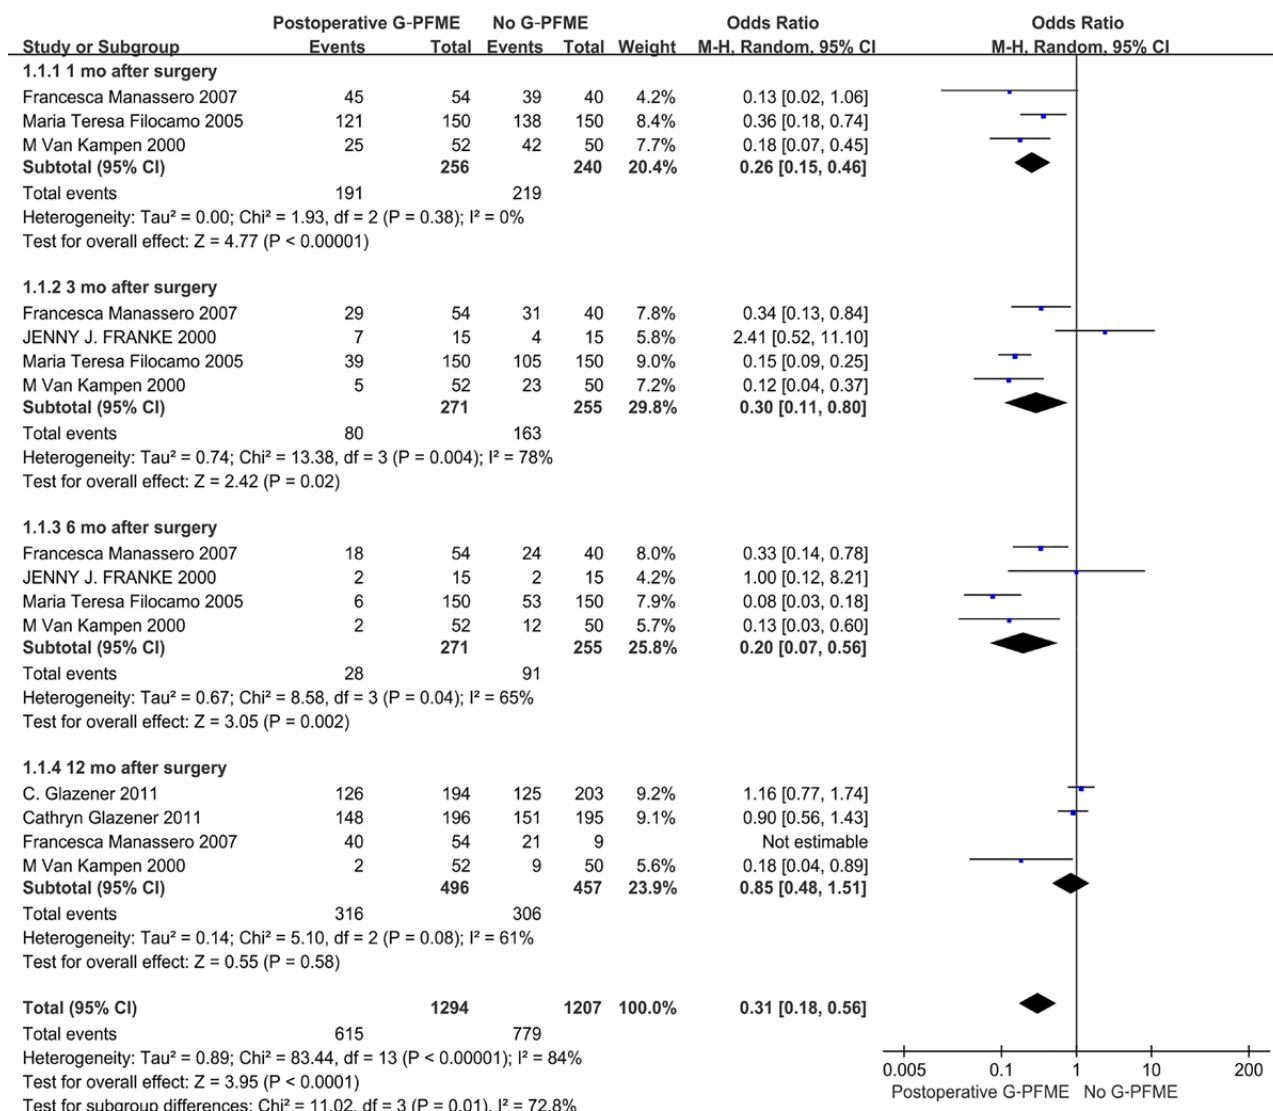 Postoperative G-PFME No G-PFME Odds Ratio Odds Ratio
Study or Subgroup Events Total Events Total Weight M-H, Random, 95% CI M-H, Random, 95% CI
1.1.1 1 mo after surgery
Francesca Manassero 2007 45 54 39 40 4.2% 0.13 [0.02, 1.06]
Maria Teresa Filocamo 2005 121 150 138 150 8.4% 0.36 [0.18, 0.74]
M Van Kampen 2000 25 52 42 50 7.7% 0.18 [0.07, 0.45]
Subtotal (95% CI) 256 240 20.4% 0.26 [0.15, 0.46]
Total events 191 219
Heterogeneity: Tau² = 0.00; Chi² = 1.93, df = 2 (P = 0.38); I² = 0%
Test for overall effect: Z = 4.77 (P < 0.00001)
1.1.2 3 mo after surgery
Francesca Manassero 2007 29 54 31 40 7.8% 0.34 [0.13, 0.84]
JENNY J. FRANKE 2000 7 15 4 15 5.8% 2.41 [0.52, 11.10]
Maria Teresa Filocamo 2005 39 150 105 150 9.0% 0.15 [0.09, 0.25]
M Van Kampen 2000 5 52 23 50 7.2% 0.12 [0.04, 0.37]
Subtotal (95% CI) 271 255 29.8% 0.30 [0.11, 0.80]
Total events 80 163
Heterogeneity: Tau² = 0.74; Chi² = 13.38, df = 3 (P = 0.004); I² = 78%
Test for overall effect: Z = 2.42 (P = 0.02)
1.1.3 6 mo after surgery
Francesca Manassero 2007 18 54 24 40 8.0% 0.33 [0.14, 0.78]
JENNY J. FRANKE 2000 2 15 2 15 4.2% 1.00 [0.12, 8.21]
Maria Teresa Filocamo 2005 6 150 53 150 7.9% 0.08 [0.03, 0.18]
M Van Kampen 2000 2 52 12 50 5.7% 0.13 [0.03, 0.60]
Subtotal (95% CI) 271 255 25.8% 0.20 [0.07, 0.56]
Total events 28 91
Heterogeneity: Tau² = 0.67; Chi² = 8.58, df = 3 (P = 0.04); I² = 65%
Test for overall effect: Z = 3.05 (P = 0.002)
1.1.4 12 mo after surgery
C. Glazener 2011 126 194 125 203 9.2% 1.16 [0.77, 1.74]
Cathryn Glazener 2011 148 196 151 195 9.1% 0.90 [0.56, 1.43]
Francesca Manassero 2007 40 54 21 9 Not estimable
M Van Kampen 2000 2 52 9 50 5.6% 0.18 [0.04, 0.89]
Subtotal (95% CI) 496 457 23.9% 0.85 [0.48, 1.51]
Total events 316 306
Heterogeneity: Tau² = 0.14; Chi² = 5.10, df = 2 (P = 0.08); I² = 61%
Test for overall effect: Z = 0.55 (P = 0.58)
Total (95% CI) 1294 1207 100.0% 0.31 [0.18, 0.56]
Total events 615 779
Heterogeneity: Tau² = 0.89; Chi² = 83.44, df = 13 (P < 0.00001); I² = 84%
Test for overall effect: Z = 3.95 (P < 0.0001)
Test for subgroup differences: Chi² = 11.02, df = 3 (P = 0.01), I² = 72.8%
0.005 0.1 1 10 200
Postoperative G-PFME No G-PFME